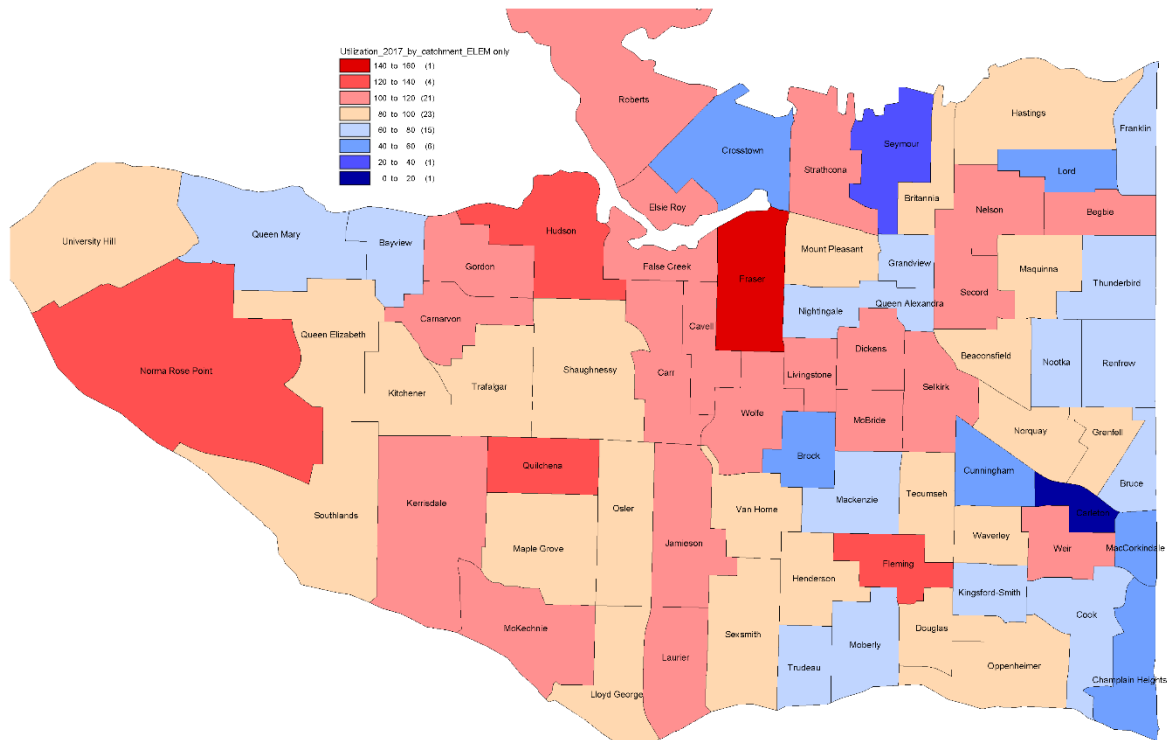 Utilization_2017_by_catchment_ELEM only
140 to 160 (1)
120 to 140 (4)
100 to 120 (21)
80 to 100 (23)
60 to 80 (15)
40 to 60 (6)
20 to 40 (1)
0 to 20 (1)
Roberts
Hastings
Franklin
Crosstown
Seymour
Strathcona
Lord
Britannia
Elsie Roy
Nelson
Begbie
University Hill
Queen Mary
Bayview
Hudson
Mount Pleasant
Grandview
Gordon
False Creek
Maquinna
Fraser
Thunderbird
Secord
Queen Alexandra
Nightingale
Carnarvon
Cavell
Queen Elizabeth
Dickens
Beaconsfield
Nootka
Renfrew
Norma Rose Point
Shaughnessy
Carr
Livingstone
Trafalgar
Kitchener
Selkirk
Wolfe
McBride
Norquay
Grenfell
Quilchena
Brock
Cunningham
Bruce
Kerrisdale
Mackenzie
Tecumseh
Southlands
Osler
Van Horne
Waverley
Jamieson
Maple Grove
Weir
MacCorkindale
Fleming
Henderson
Kingsford-Smith
Cook
McKechnie
Sexsmith
Douglas
Laurier
Moberly
Trudeau
Oppenheimer
Champlain Heights
Lloyd George